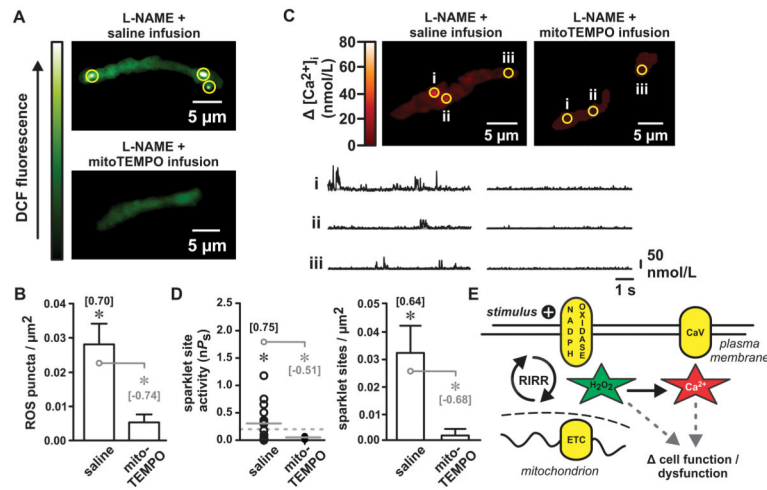 A
L-NAME +
saline infusion
5 µm
L-NAME +
mitoTEMPO infusion
5 µm
DCF fluorescence
C
L-NAME +
saline infusion
L-NAME +
mitoTEMPO infusion
Δ [Ca2+]i
(nmol/L)
80
60
40
20
0
i
ii
iii
5 µm
i
ii
iii
5 µm
i
ii
iii
50
nmol/L
1 s
B
ROS puncta / µm2
0.04
0.03
0.02
0.01
0.00
[0.70]
*
*
[-0.74]
saline
mito-
TEMPO
D
sparklet site
activity (nPs)
2.5
2.0
1.5
1.0
0.5
0.0
[0.75]
*
*
[-0.51]
saline
mito-
TEMPO
sparklet sites / µm2
0.05
0.04
0.03
0.02
0.01
0.00
[0.64]
*
*
[-0.68]
saline
mito-
TEMPO
E
stimulus +
NADPH
OXIDASE
CaV
plasma
membrane
RIRR
H2O2
Ca2+
ETC
mitochondrion
Δ cell function /
dysfunction